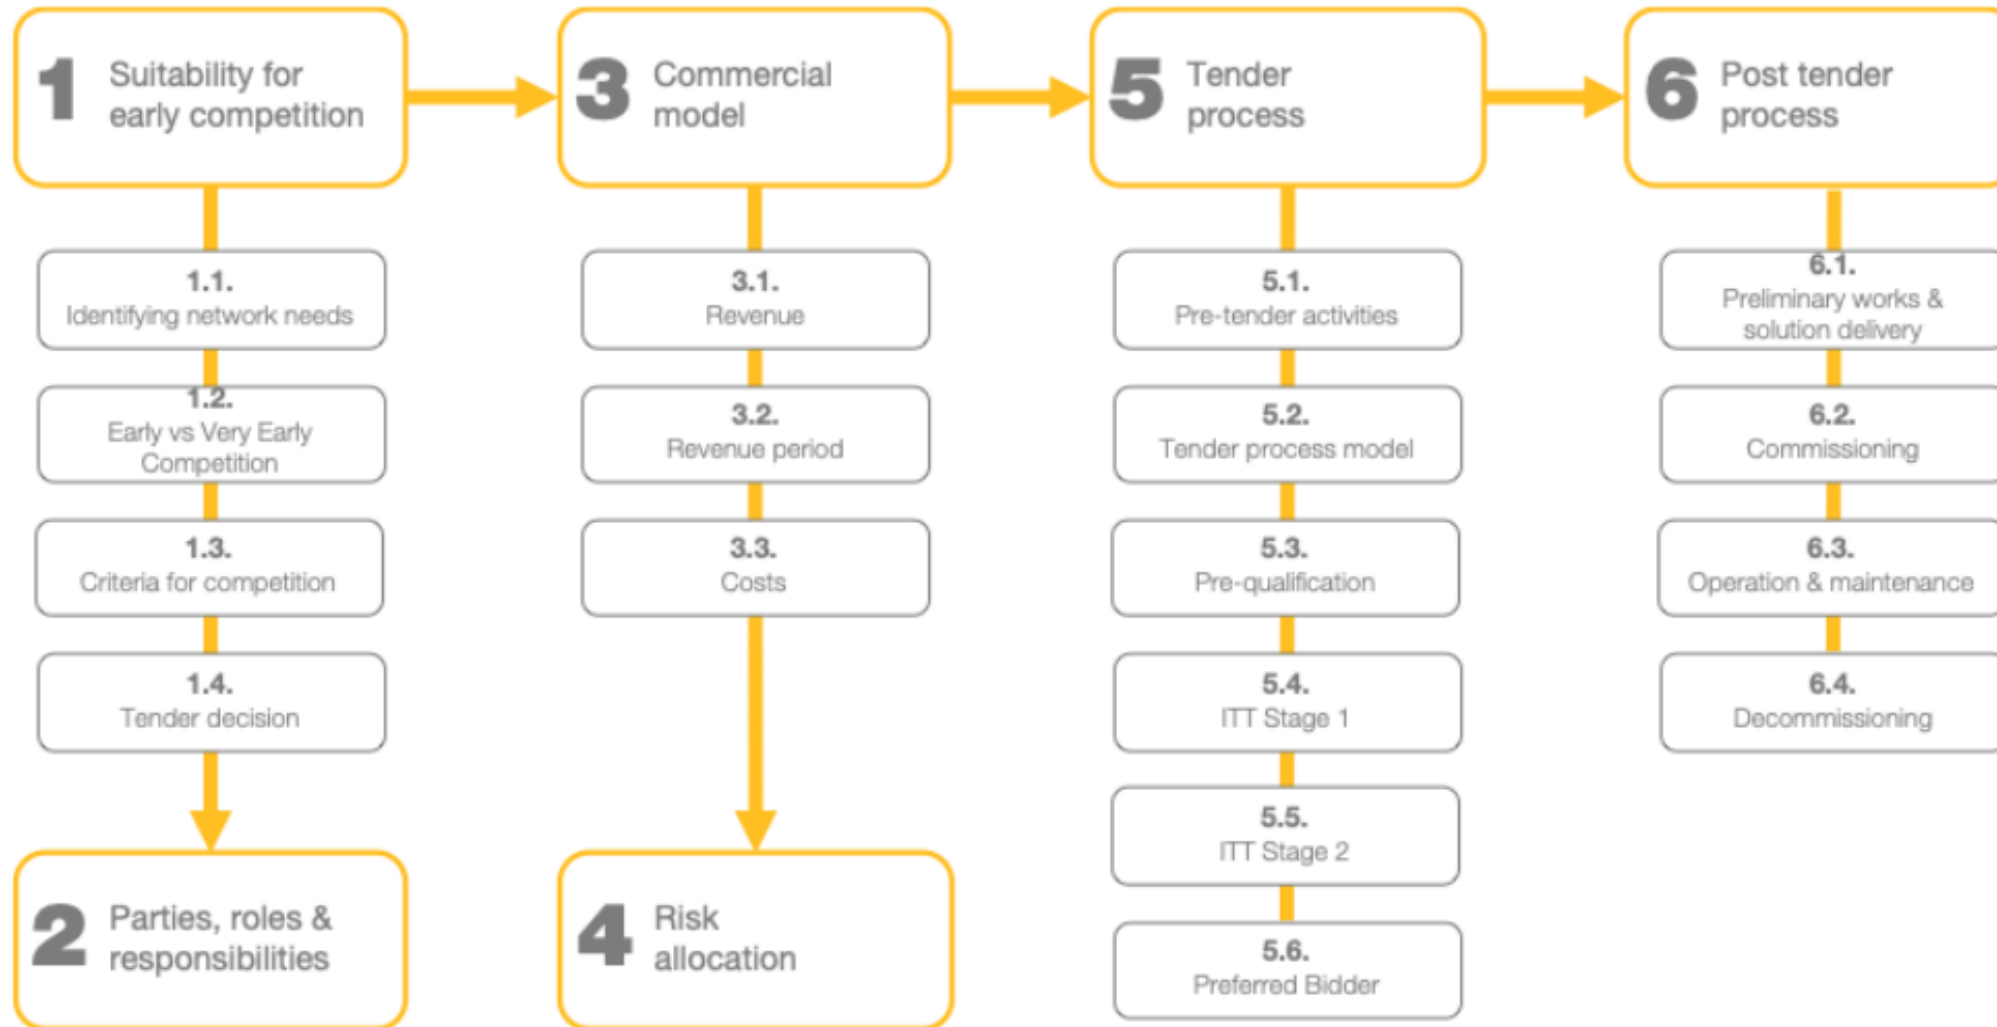 1
Suitability for
early competition
1.1.
Identifying network needs
1.2.
Early vs Very Early
Competition
1.3.
Criteria for competition
1.4.
Tender decision
2
Parties, roles &
responsibilities
3
Commercial
model
3.1.
Revenue
3.2.
Revenue period
3.3.
Costs
4
Risk
allocation
5
Tender
process
5.1.
Pre-tender activities
5.2.
Tender process model
5.3.
Pre-qualification
5.4.
ITT Stage 1
5.5.
ITT Stage 2
5.6.
Preferred Bidder
6
Post tender
process
6.1.
Preliminary works &
solution delivery
6.2.
Commissioning
6.3.
Operation & maintenance
6.4.
Decommissioning